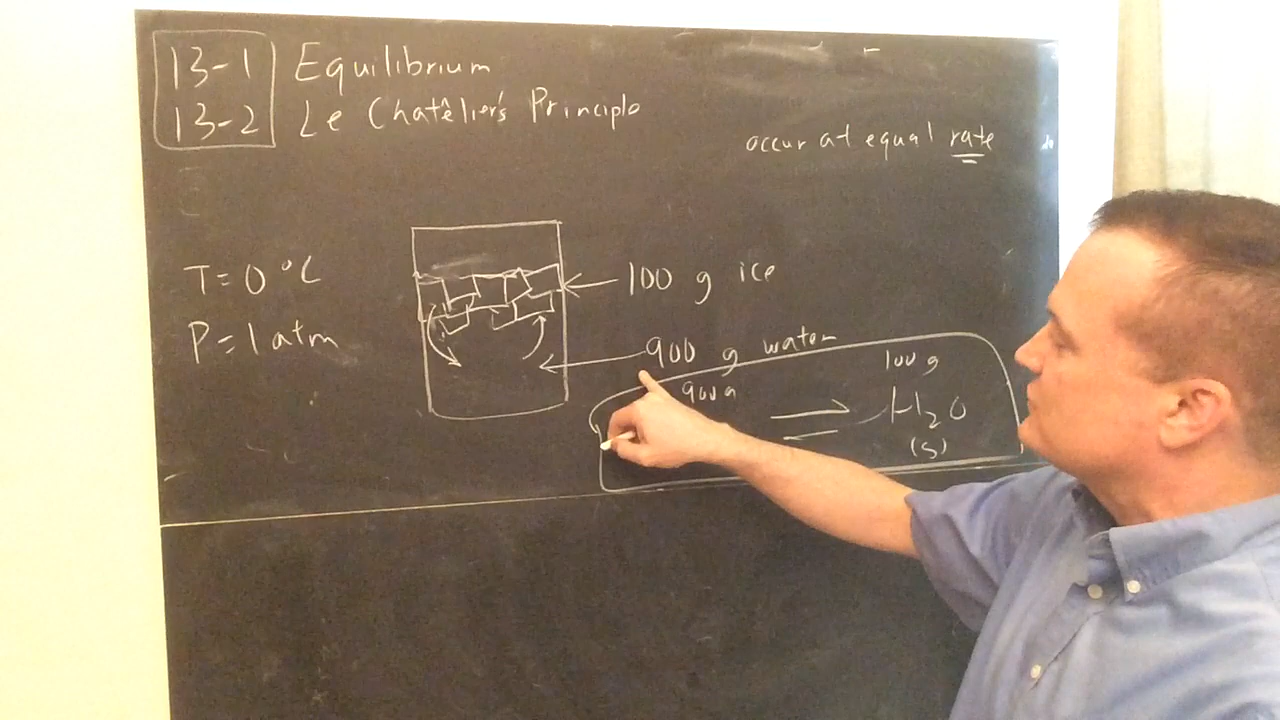 13-1 Equilibrium
13-2 Le Chatêlier's Principle
occur at equal rate
T=0 °C
P=1 atm
100 g ice
900 g water
900 g
100 g
H2O
(s)